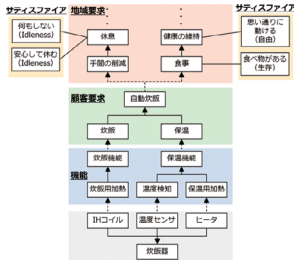 サティスファイア
地域要求
サティスファイア
何もしない
(Idleness)
安心して休む
(Idleness)
休息
健康の維持
思い通りに
動ける
(自由)
食べ物がある
(生存)
手間の削減
食事
顧客要求
自動炊飯
炊飯
保温
炊飯機能
保温機能
機能
炊飯用加熱
温度検知
保温用加熱
IHコイル
温度センサ
ヒータ
炊飯器